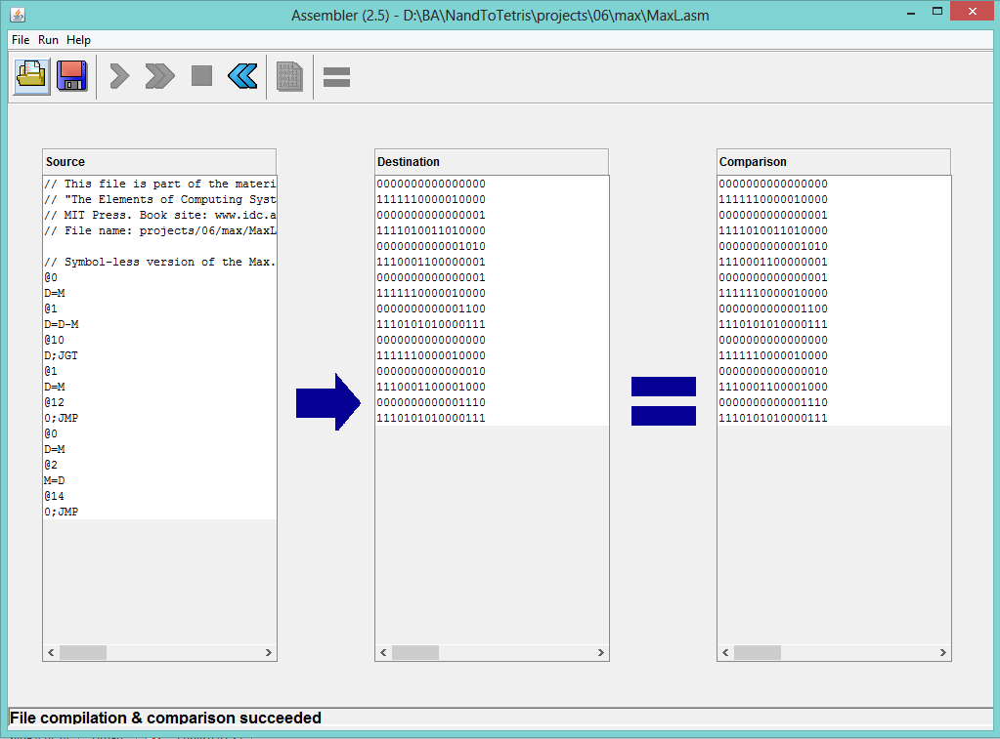 Assembler (2.5) - D:\BA\NandToTetris\projects\06\max\MaxL.asm
File Run Help
Source
// This file is part of the materi
// "The Elements of Computing Syst
// MIT Press. Book site: www.idc.a
// File name: projects/06/max/MaxL
// Symbol-less version of the Max.
@0
D=M
@1
D=D-M
@10
D;JGT
@1
D=M
@12
0;JMP
@0
D=M
@2
M=D
@14
0;JMP
Destination
0000000000000000
1111110000010000
0000000000000001
1111010011010000
0000000000001010
1110001100000001
0000000000000001
1111110000010000
0000000000001100
1110101010000111
0000000000000000
1111110000010000
0000000000000010
1110001100001000
0000000000001110
1110101010000111
Comparison
0000000000000000
1111110000010000
0000000000000001
1111010011010000
0000000000001010
1110001100000001
0000000000000001
1111110000010000
0000000000001100
1110101010000111
0000000000000000
1111110000010000
0000000000000010
1110001100001000
0000000000001110
1110101010000111
File compilation & comparison succeeded